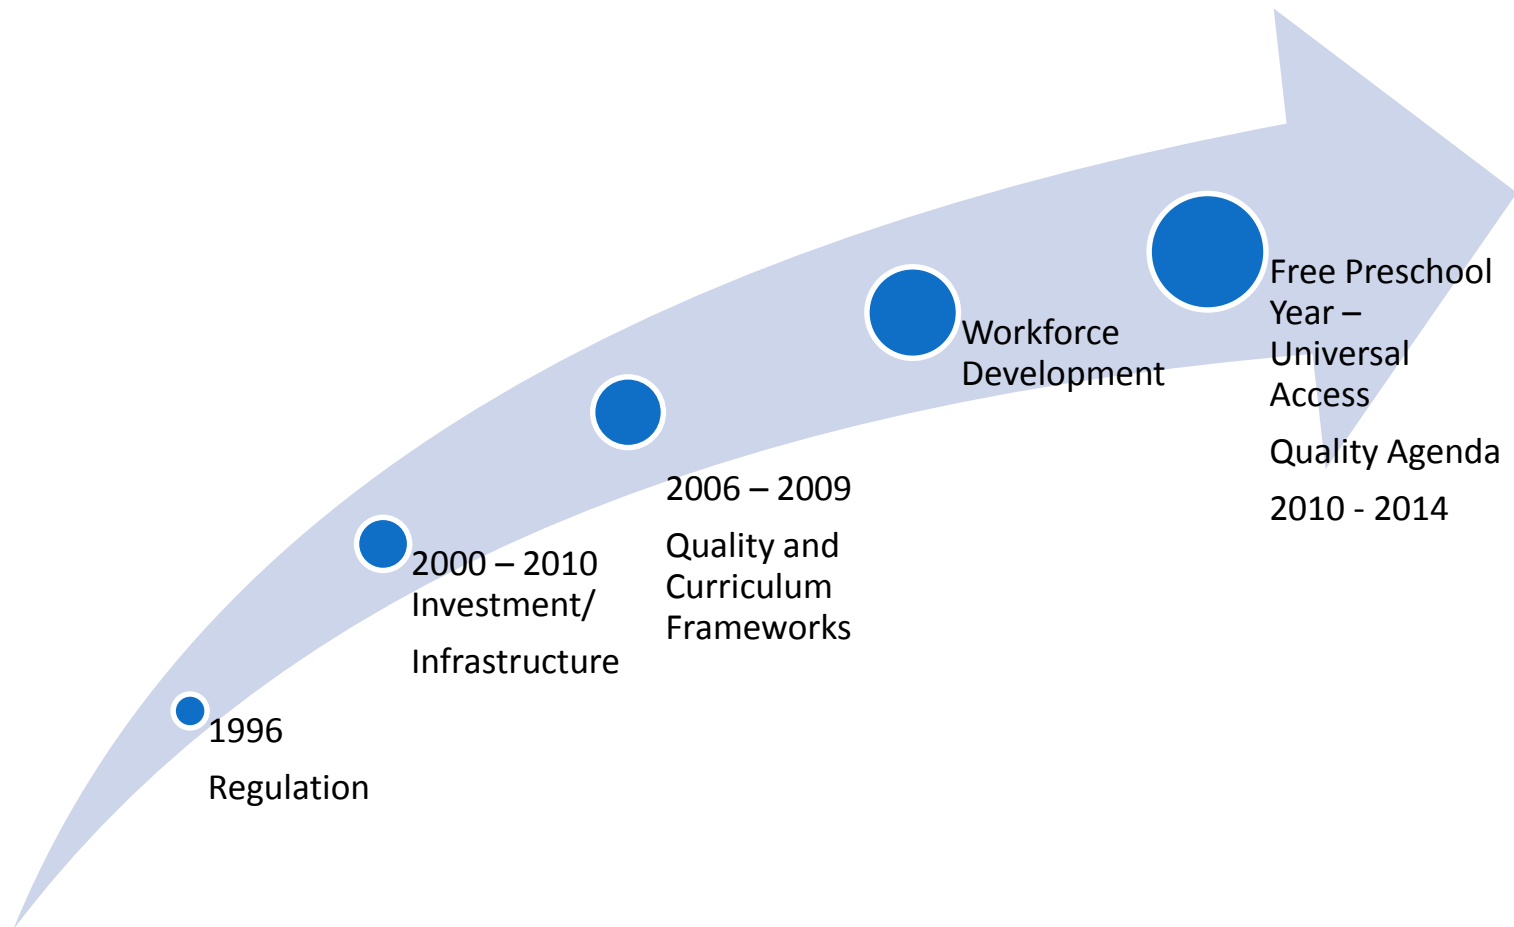 1996
Regulation
2000 – 2010
Investment/
Infrastructure
2006 – 2009
Quality and
Curriculum
Frameworks
Workforce
Development
Free Preschool
Year –
Universal
Access
Quality Agenda
2010 - 2014